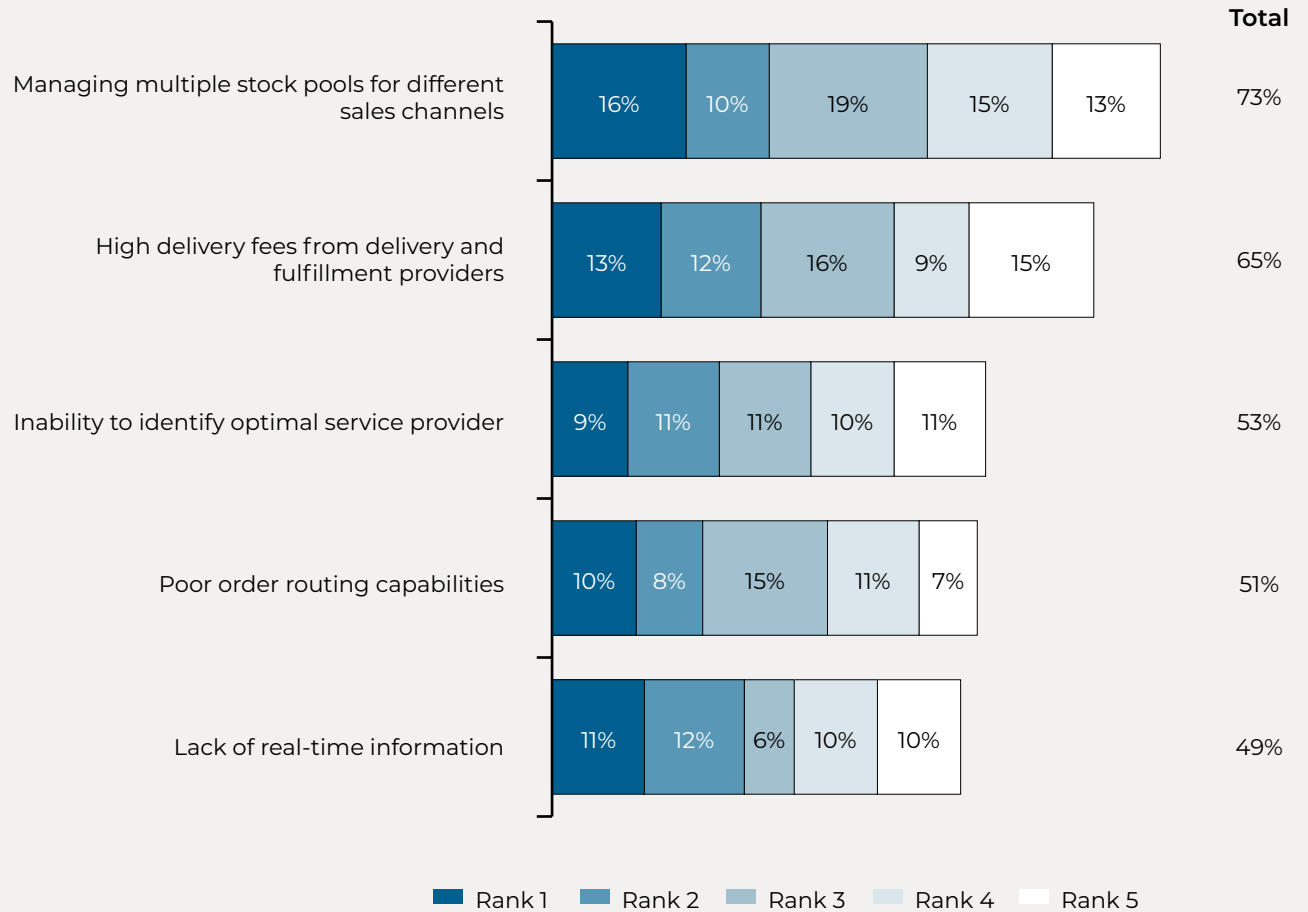 Total
Managing multiple stock pools for different
sales channels
16% 10% 19% 15% 13% 73%
High delivery fees from delivery and
fulfillment providers
13% 12% 16% 9% 15% 65%
Inability to identify optimal service provider 9% 11% 11% 10% 11% 53%
Poor order routing capabilities 10% 8% 15% 11% 7% 51%
Lack of real-time information 11% 12% 6% 10% 10% 49%
Rank 1 Rank 2 Rank 3 Rank 4 Rank 5